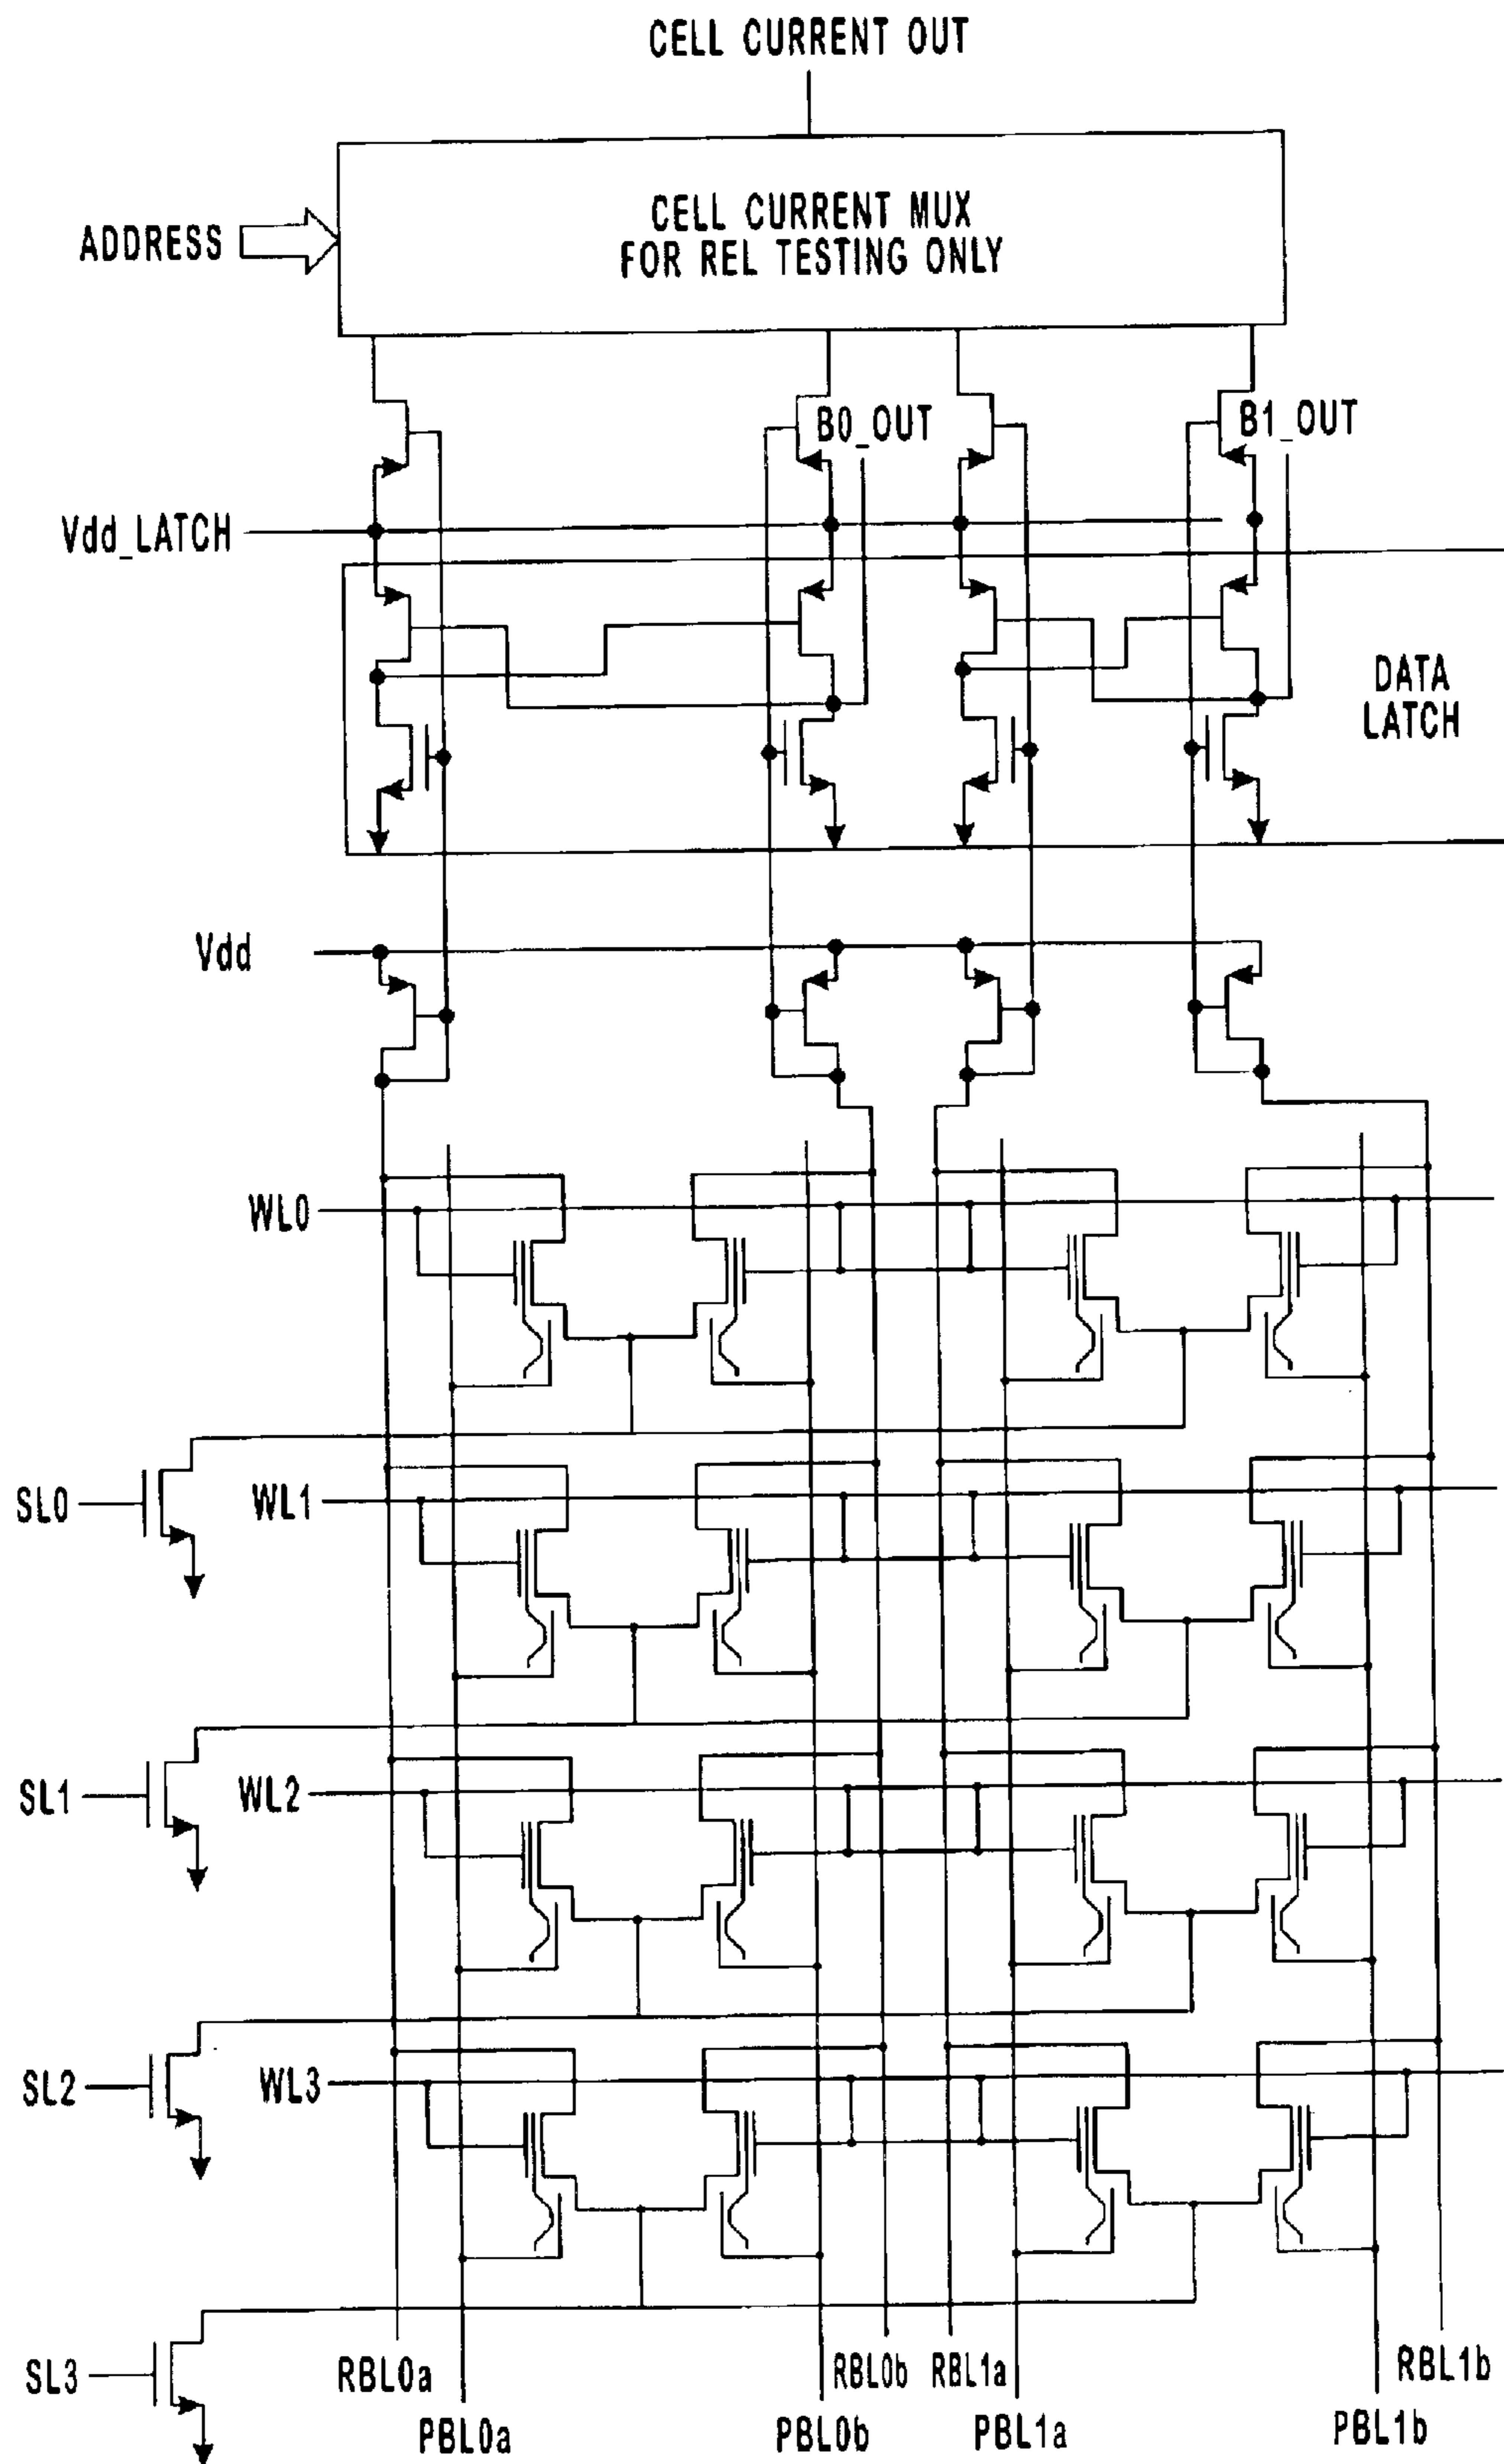 CELL CURRENT OUT
CELL CURRENT MUX
FOR REL TESTING ONLY
ADDRESS
B0_OUT
B1_OUT
Vdd_LATCH
DATA
LATCH
Vdd
WL0
SL0
WL1
SL1
WL2
SL2
WL3
SL3
RBL0a
RBL0b
RBL1a
RBL1b
PBL0a
PBL0b
PBL1a
PBL1b